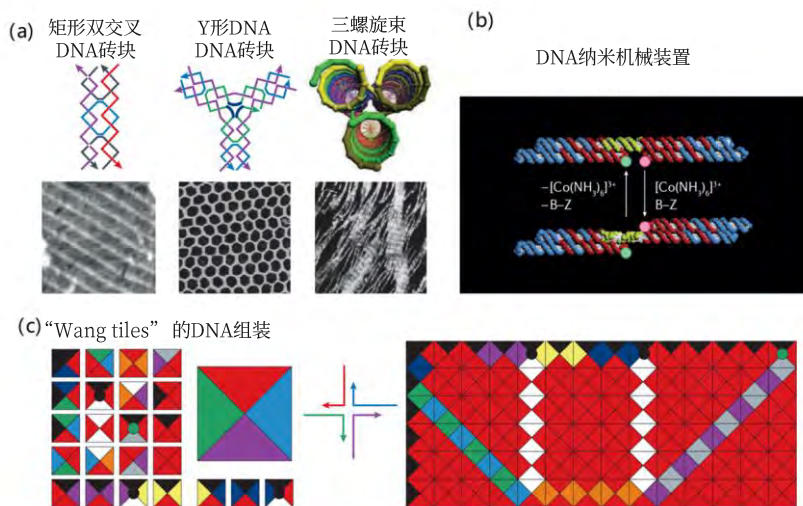 (a)
矩形双交叉
DNA砖块
Y形DNA
DNA砖块
三螺旋束
DNA砖块
(b)
DNA纳米机械装置
–[Co(NH₃)₆]³⁺
–B–Z
[Co(NH₃)₆]³⁺
B–Z
(c)“Wang tiles”的DNA组装